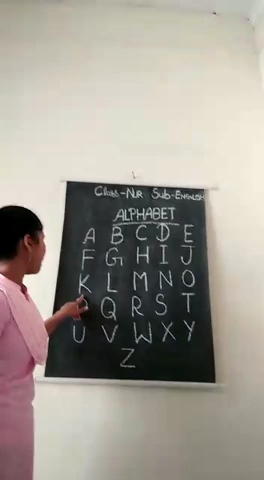 Class-Nur Sub-English
ALPHABET
A B C D E
F G H I J
K L M N O
Q R S T
U V W X Y
Z